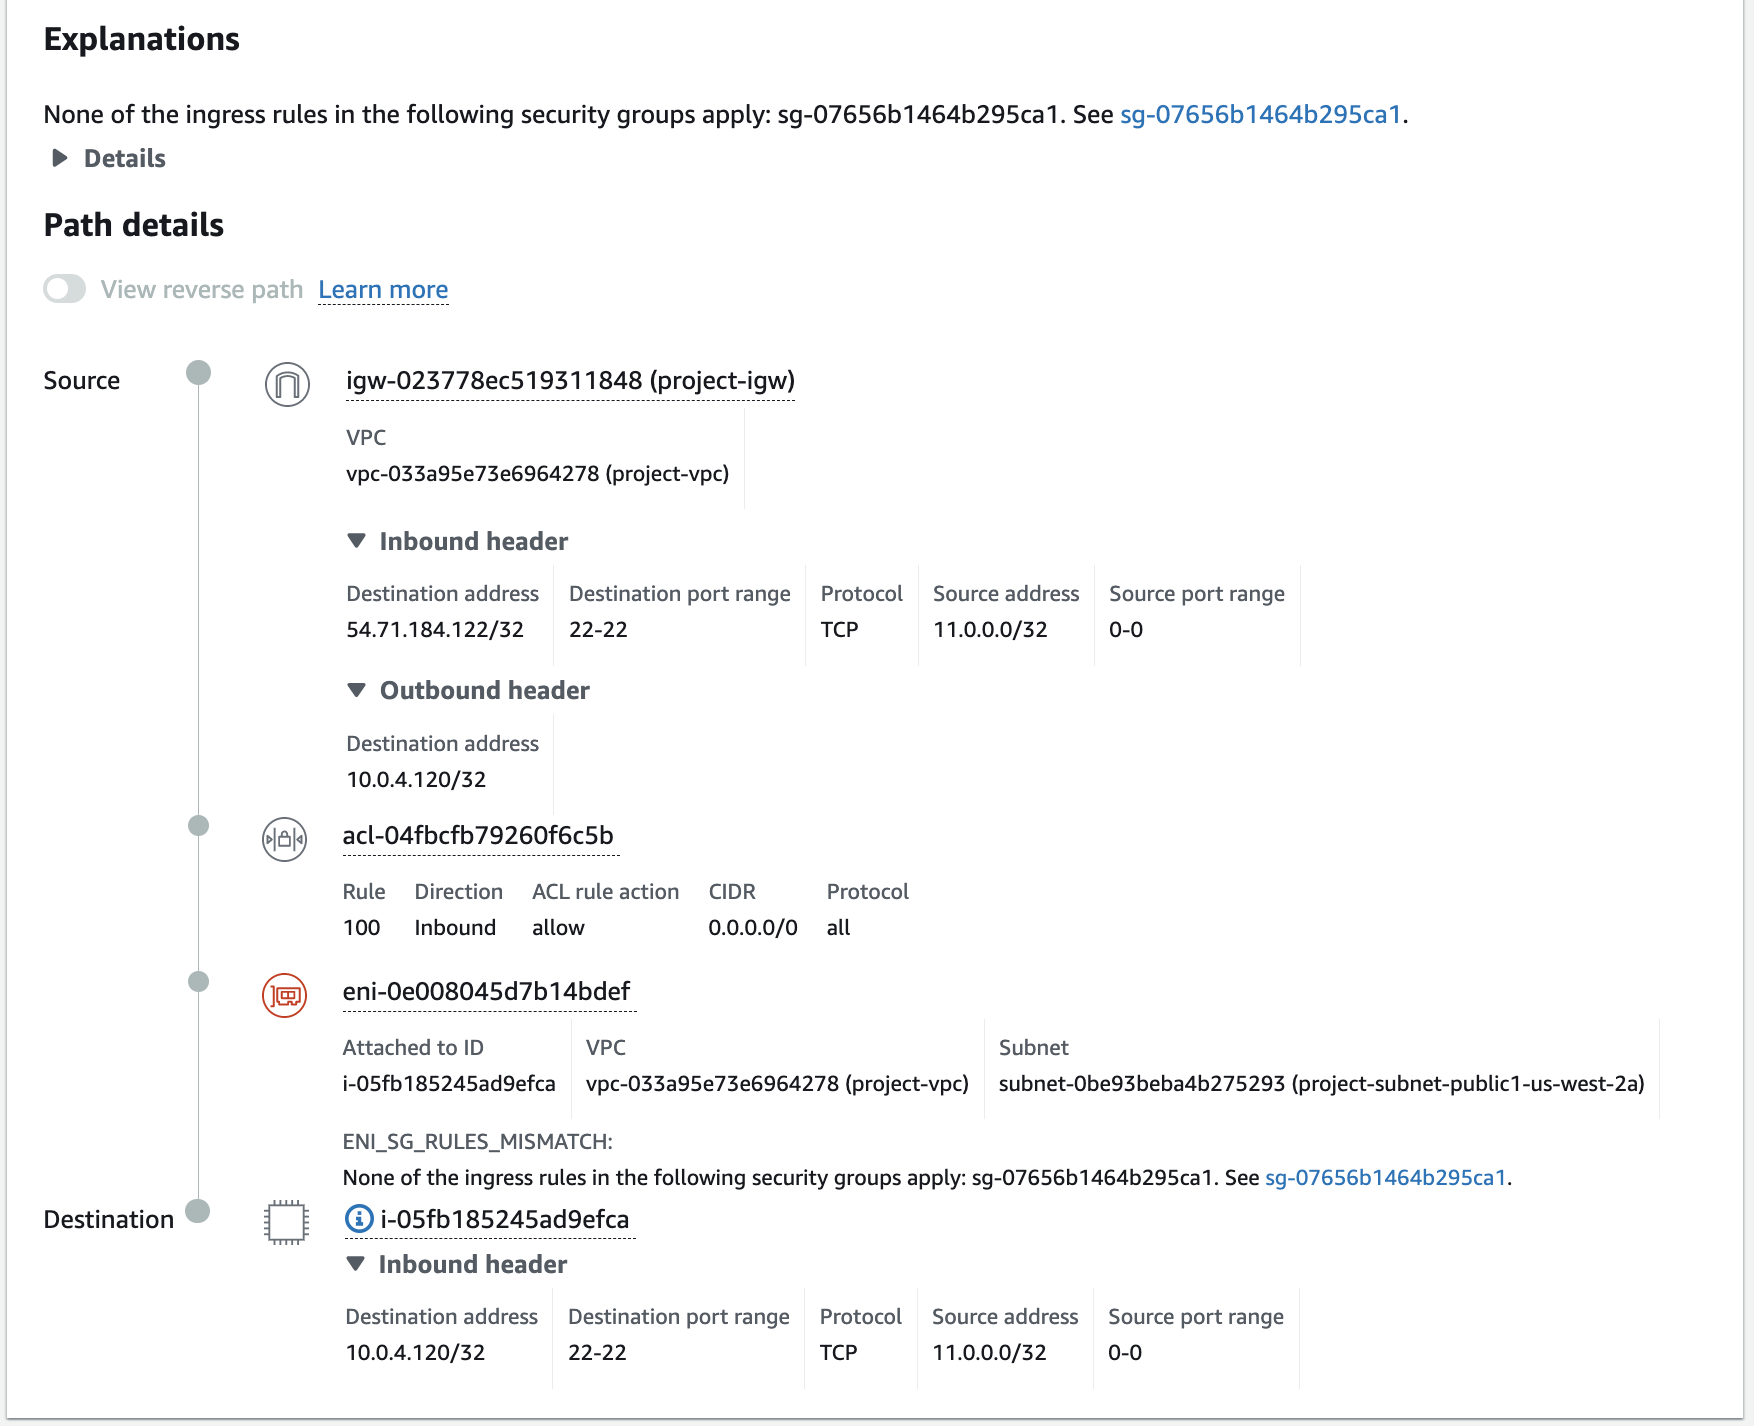 Explanations
None of the ingress rules in the following security groups apply: sg-07656b1464b295ca1. See sg-07656b1464b295ca1.
Details
Path details
View reverse path Learn more
Source
igw-023778ec519311848 (project-igw)
VPC
vpc-033a95e73e6964278 (project-vpc)
Inbound header
Destination address Destination port range Protocol Source address Source port range
54.71.184.122/32 22-22 TCP 11.0.0.0/32 0-0
Outbound header
Destination address
10.0.4.120/32
acl-04fbcfb79260f6c5b
Rule Direction ACL rule action CIDR Protocol
100 Inbound allow 0.0.0.0/0 all
eni-0e008045d7b14bdef
Attached to ID VPC Subnet
i-05fb185245ad9efca vpc-033a95e73e6964278 (project-vpc) subnet-0be93beba4b275293 (project-subnet-public1-us-west-2a)
ENI_SG_RULES_MISMATCH:
None of the ingress rules in the following security groups apply: sg-07656b1464b295ca1. See sg-07656b1464b295ca1.
Destination
i-05fb185245ad9efca
Inbound header
Destination address Destination port range Protocol Source address Source port range
10.0.4.120/32 22-22 TCP 11.0.0.0/32 0-0